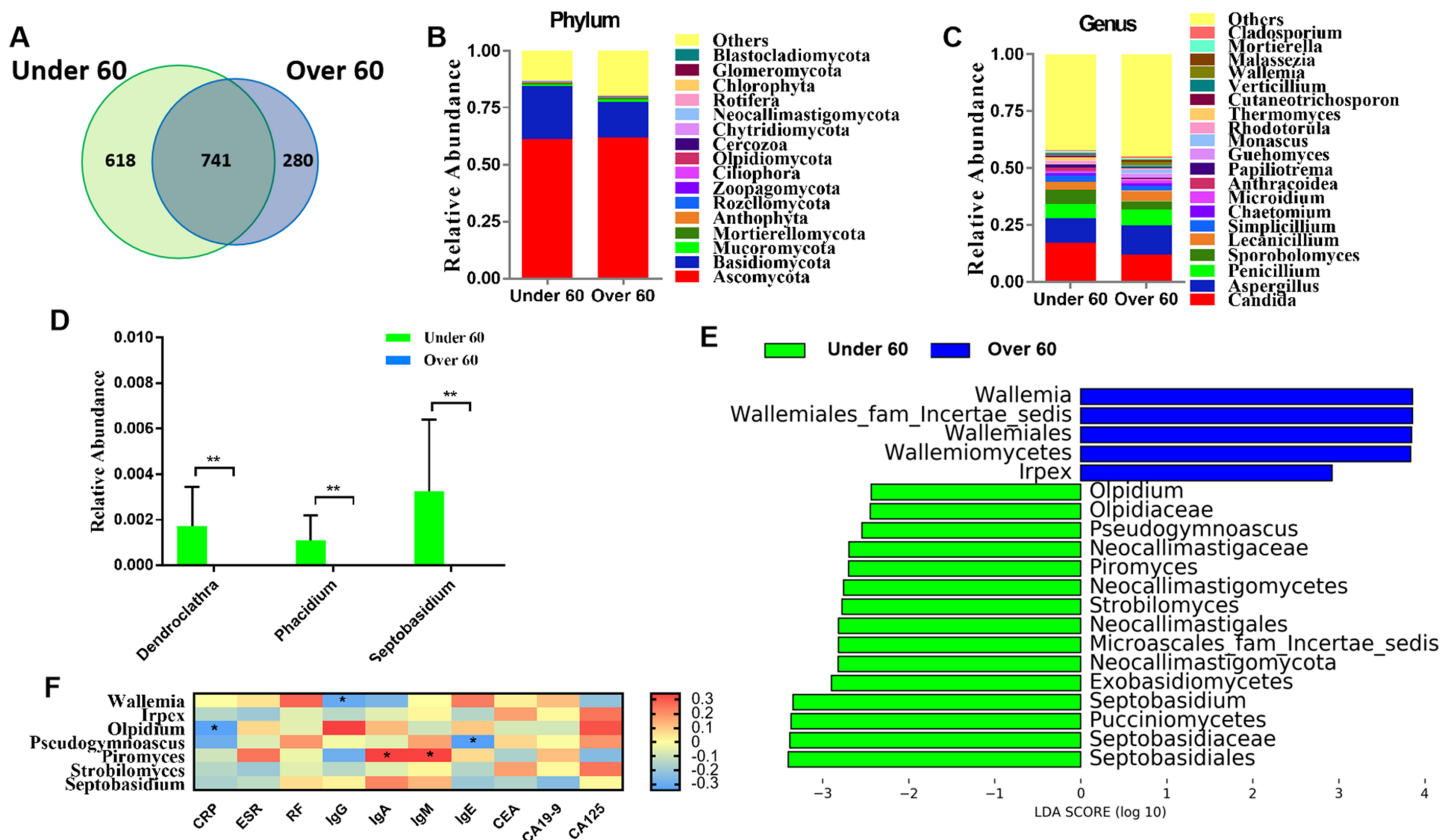 A
Under 60
Over 60
618
741
280
B
Phylum
Relative Abundance
1.00
0.75
0.50
0.25
0.00
Under 60
Over 60
Others
Blastocladiomycota
Glomeromycota
Chlorophyta
Rotifera
Neocallimastigomycota
Chytridiomycota
Cercozoa
Olpidiomycota
Ciliophora
Zoopagomycota
Rozellomycota
Anthophyta
Mortierellomycota
Mucoromycota
Basidiomycota
Ascomycota
C
Genus
Relative Abundance
1.00
0.75
0.50
0.25
0.00
Under 60
Over 60
Others
Cladosporium
Mortierella
Malassezia
Wallemia
Verticillium
Cutaneotrichosporon
Thermomyces
Rhodotorula
Monascus
Guehomyces
Papiliotrema
Anthracoidea
Microidium
Chaetomium
Simplicillium
Lecanicillium
Sporobolomyces
Penicillium
Aspergillus
Candida
D
Relative Abundance
0.010
0.008
0.006
0.004
0.002
0.000
Under 60
Over 60
**
**
**
Dendroclathra
Phacidium
Septobasidium
E
Under 60
Over 60
Wallemia
Wallemiales_fam_Incertae_sedis
Wallemiales
Wallemiomycetes
Irpex
Olpidium
Olpidiaceae
Pseudogymnoascus
Neocallimastigaceae
Piromyces
Neocallimastigomycetes
Strobilomyces
Neocallimastigales
Microascales_fam_Incertae_sedis
Neocallimastigomycota
Exobasidiomycetes
Septobasidium
Pucciniomycetes
Septobasidiaceae
Septobasidiales
−3
−2
−1
0
1
2
3
4
LDA SCORE (log 10)
F
Wallemia
Irpex
Olpidium
Pscudogymnoascus
Piromyces
Strobilomyccs
Septobasidium
*
*
*
*
*
CRP
ESR
RF
IgG
IgA
IgM
IgE
CEA
CA19-9
CA125
0.3
0.2
0.1
-0.1
-0.2
-0.3